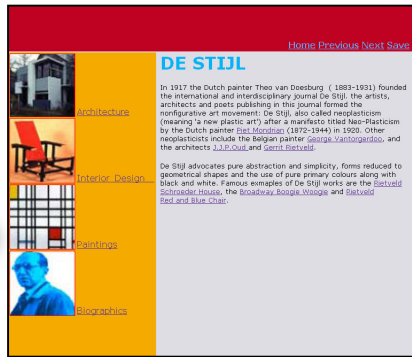 Home Previous Next Save
DE STIJL
In 1917 the Dutch painter Theo van Doesburg ( 1883-1931) founded
the international and interdisciplinary journal De Stijl. the artists,
architects and poets publishing in this journal formed the
nonfigurative art movement: De Stijl, also called neoplasticism
(meaning 'a new plastic art') after a manifesto titled Neo-Plasticism
by the Dutch painter Piet Mondrian (1872-1944) in 1920. Other
neoplasticists include the Belgian painter George Vantorgerdoo, and
the architects J.J.P.Oud and Gerrit Rietveld.
De Stijl advocates pure abstraction and simplicity, forms reduced to
geometrical shapes and the use of pure primary colours along with
black and white. Famous exmaples of De Stijl works are the Rietveld
Schroeder House, the Broadway Boogie Woogie and Rietveld
Red and Blue Chair.
Architecture
Interior Design
Paintings
Biographics